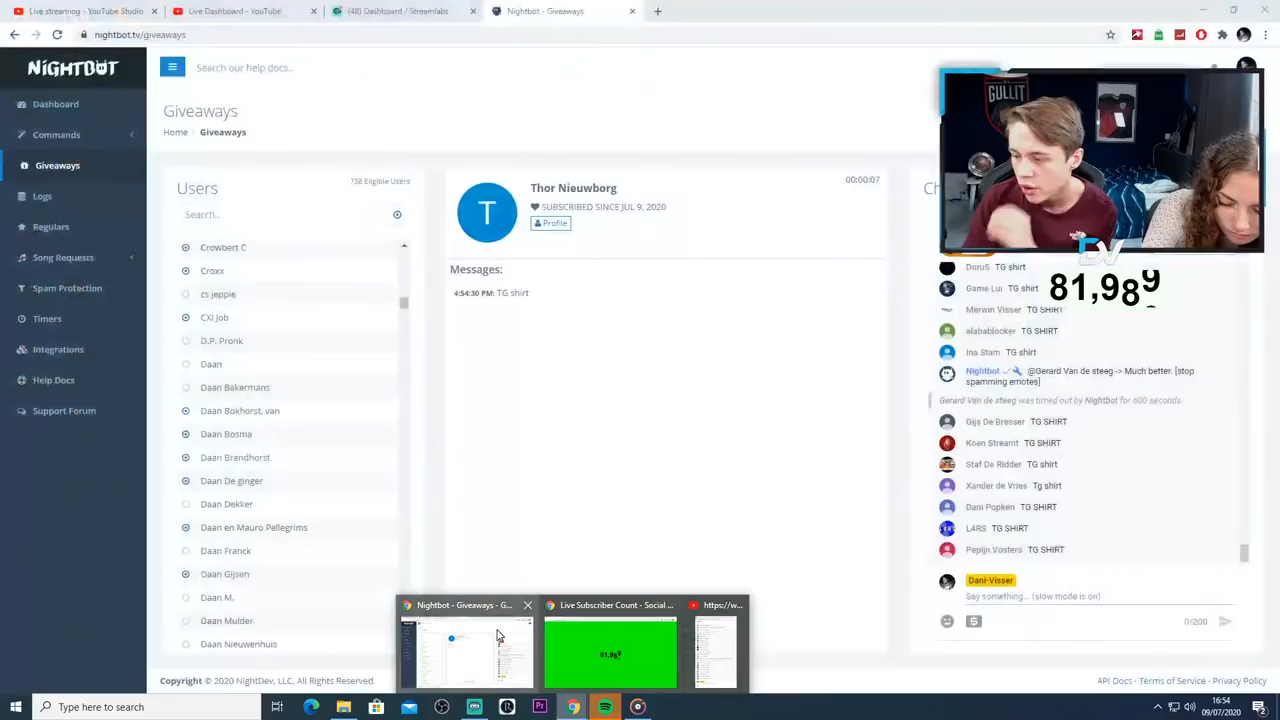 Live streaming - YouTube Studio
Live Dashboard - YouTube
(48) Dashboard / Streamlabs
Nightbot - Giveaways
nightbot.tv/giveaways
NiGHTBOT
Search our help docs..
Dashboard
Commands
Giveaways
Logs
Regulars
Song Requests
Spam Protection
Timers
Integrations
Help Docs
Support Forum
Giveaways
Home / Giveaways
Users
738 Eligible Users
Search..
Crowbert C
Croxx
cs jeppie
CXI Job
D.P. Pronk
Daan
Daan Bakermans
Daan Bokhorst, van
Daan Bosma
Daan Brandhorst
Daan De ginger
Daan Dekker
Daan en Mauro Pellegrims
Daan Franck
Daan Gijsen
Daan M.
Daan Mulder
Daan Nieuwenhuis
T
Thor Nieuwborg
00:00:07
SUBSCRIBED SINCE JUL 9, 2020
Profile
Messages:
4:54:30 PM: TG shirt
GULLIT
81,989
DoruS TG shirt
Game Lui TG shirt
Merwin Visser TG SHIRT
alabablocker TG SHIRT
Ina Stam TG shirt
Nightbot @Gerard Van de steeg -> Much better. [stop
spamming emotes]
Gerard Van de steeg was timed out by Nightbot for 600 seconds.
Gijs De Bresser TG SHIRT
Koen Streamt TG SHIRT
Staf De Ridder TG shirt
Xander de Vries Tg shirt
Dani Popken TG SHIRT
L4RS TG SHIRT
Pepijn Vosters TG SHIRT
Dani-Visser
Say something... (slow mode is on)
0/200
Nightbot - Giveaways - G...
Live Subscriber Count - Social ...
https://w...
81,989
Copyright © 2020 NightDev, LLC. All Rights Reserved.
API Docs - Terms of Service - Privacy Policy
Type here to search
16:54
09/07/2020